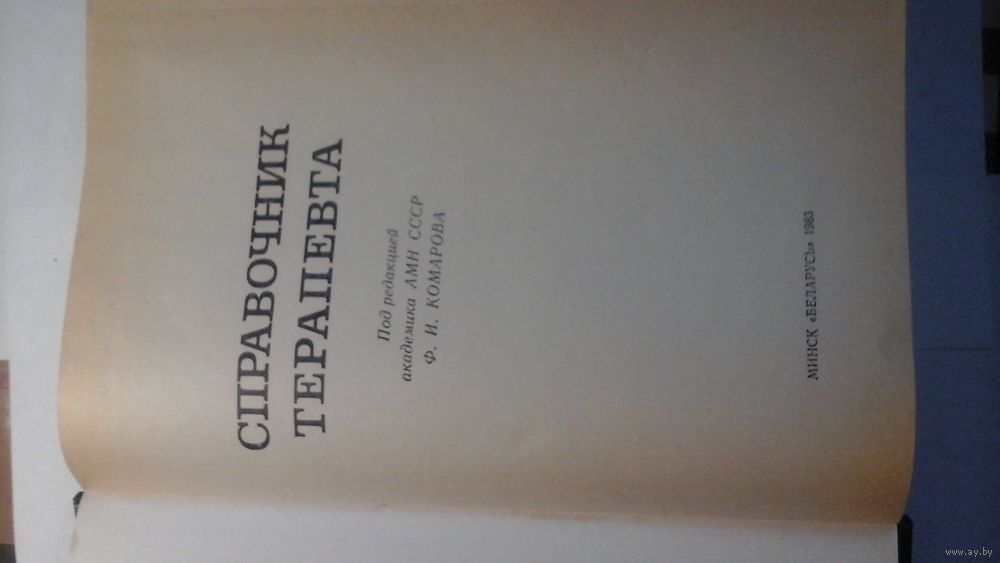 СПРАВОЧНИК
ТЕРАПЕВТА
Под редакцией
академика АМН СССР
Ф. И. КОМАРОВА
МИНСК «БЕЛАРУСЬ» 1983
www.ay.by